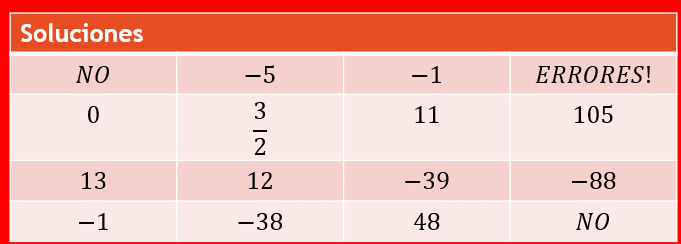 Soluciones
NO −5 −1 ERRORES!
0 3/2 11 105
13 12 −39 −88
−1 −38 48 NO